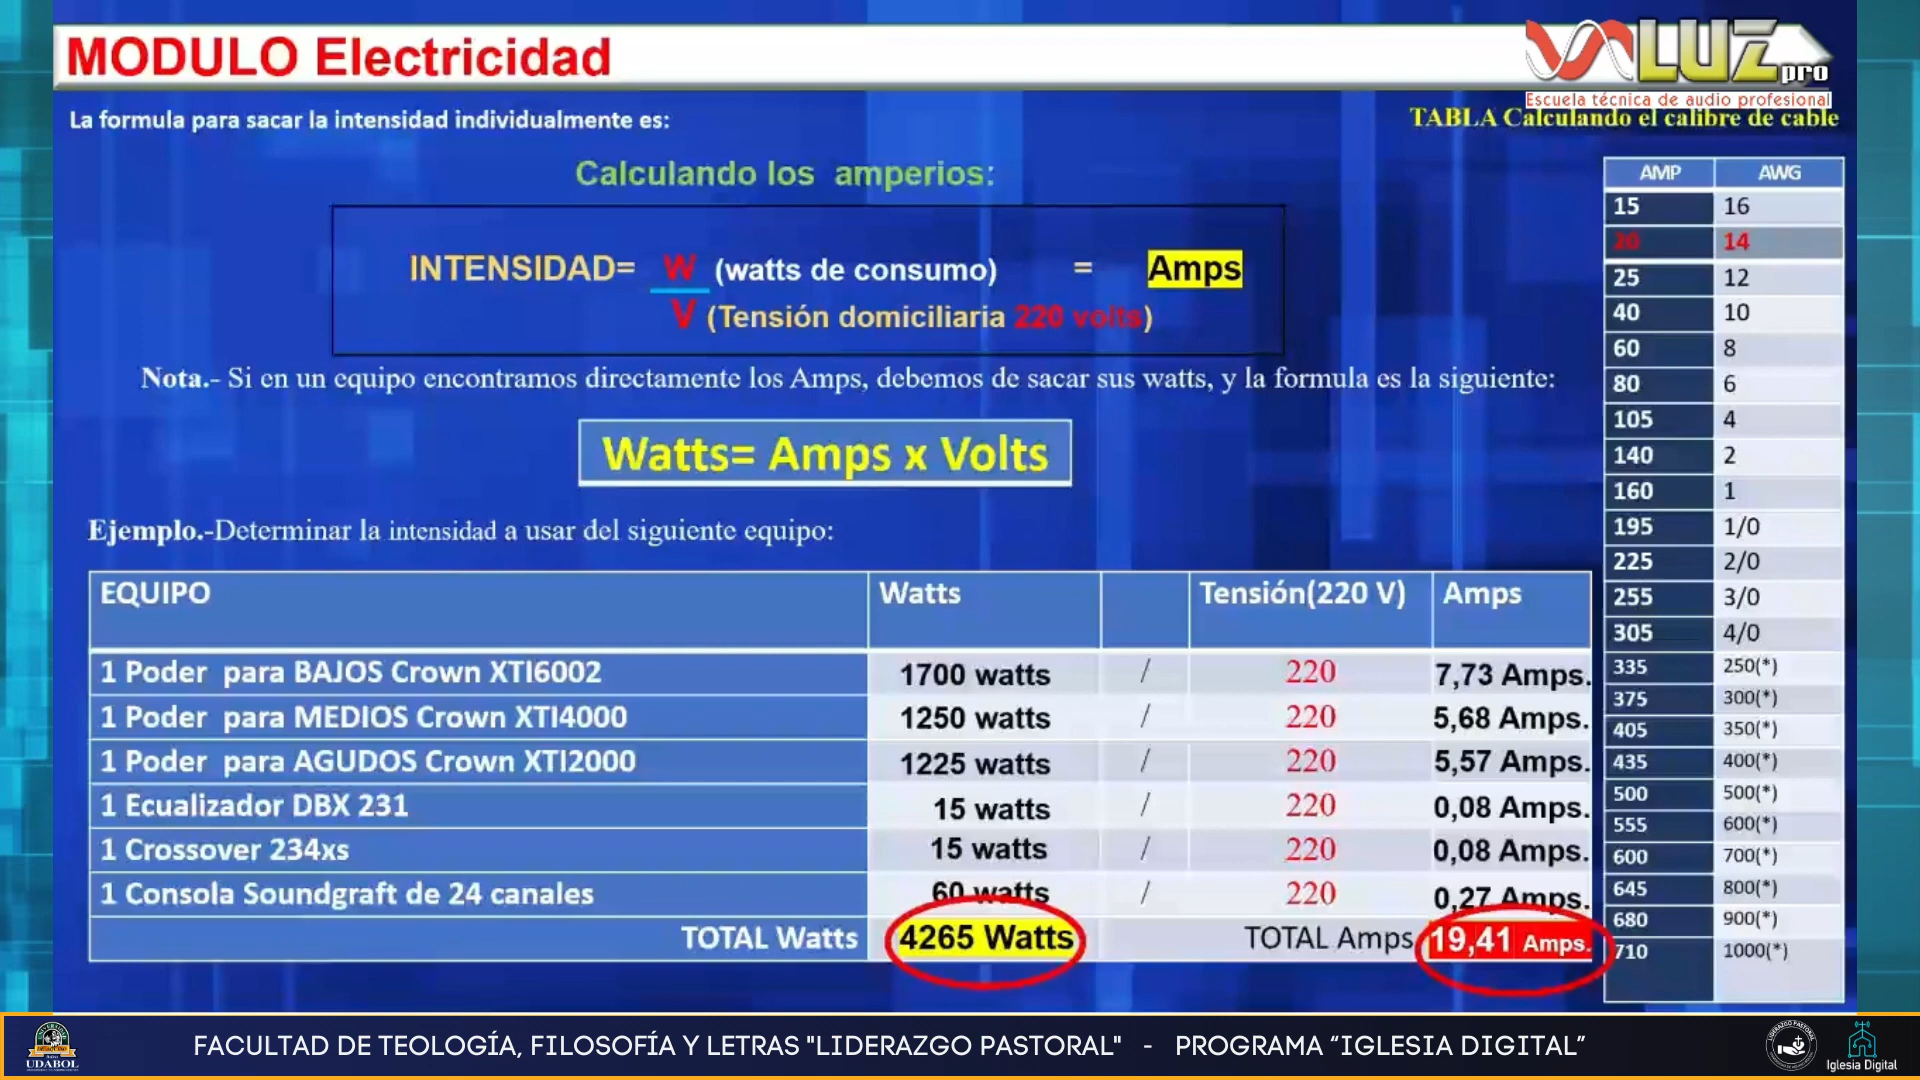 MODULO Electricidad
LUZ pro
Escuela técnica de audio profesional
La formula para sacar la intensidad individualmente es:
TABLA Calculando el calibre de cable
Calculando los amperios:
INTENSIDAD= W (watts de consumo) = Amps
V (Tensión domiciliaria 220 volts)
Nota.- Si en un equipo encontramos directamente los Amps, debemos de sacar sus watts, y la formula es la siguiente:
Watts= Amps x Volts
Ejemplo.-Determinar la intensidad a usar del siguiente equipo:
EQUIPO Watts Tensión(220 V) Amps
1 Poder para BAJOS Crown XTI6002 1700 watts / 220 7,73 Amps.
1 Poder para MEDIOS Crown XTI4000 1250 watts / 220 5,68 Amps.
1 Poder para AGUDOS Crown XTI2000 1225 watts / 220 5,57 Amps.
1 Ecualizador DBX 231 15 watts / 220 0,08 Amps.
1 Crossover 234xs 15 watts / 220 0,08 Amps.
1 Consola Soundgraft de 24 canales 60 watts / 220 0,27 Amps.
TOTAL Watts 4265 Watts TOTAL Amps 19,41 Amps.
AMP AWG
15 16
20 14
25 12
40 10
60 8
80 6
105 4
140 2
160 1
195 1/0
225 2/0
255 3/0
305 4/0
335 250(*)
375 300(*)
405 350(*)
435 400(*)
500 500(*)
555 600(*)
600 700(*)
645 800(*)
680 900(*)
710 1000(*)
UDABOL
FACULTAD DE TEOLOGÍA, FILOSOFÍA Y LETRAS "LIDERAZGO PASTORAL" - PROGRAMA “IGLESIA DIGITAL”
LIDERAZGO PASTORAL
Iglesia Digital